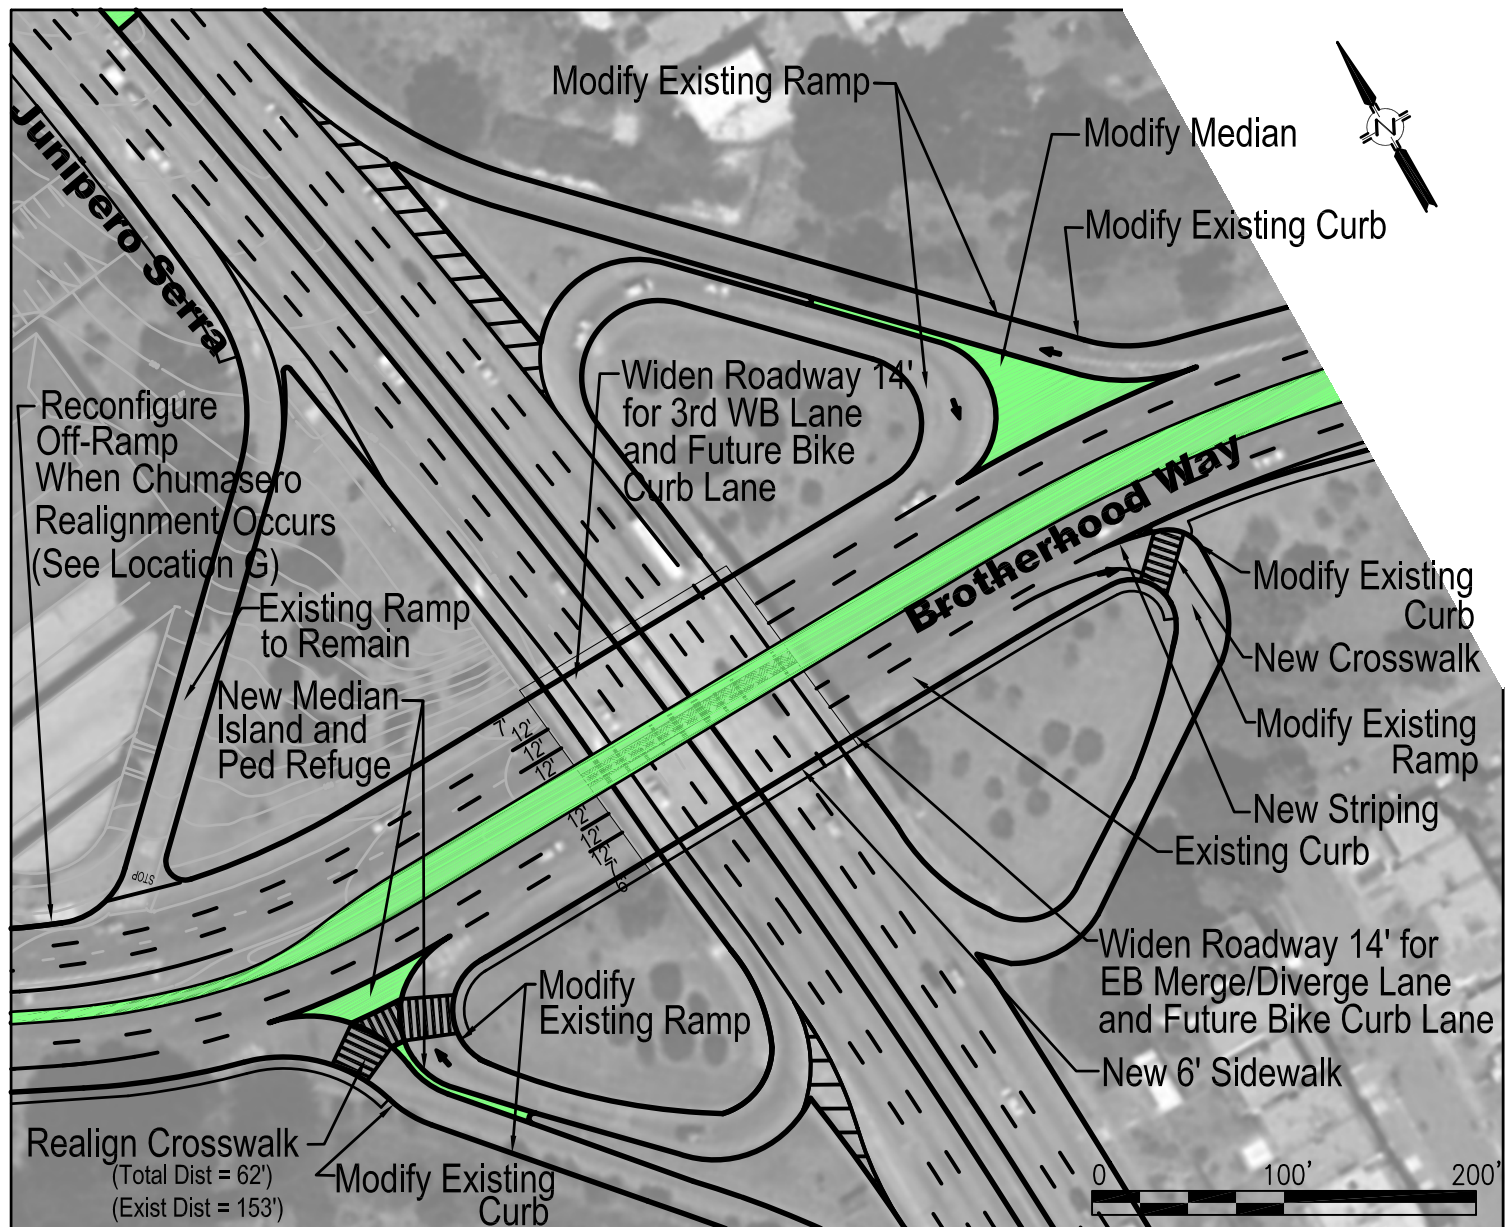 Modify Existing Ramp
Modify Median
N
Modify Existing Curb
Junipero Serra
Widen Roadway 14'
for 3rd WB Lane
and Future Bike
Curb Lane
Reconfigure
Off-Ramp
When Chumasero
Realignment Occurs
(See Location G)
Brotherhood Way
Existing Ramp
to Remain
Modify Existing
Curb
New Crosswalk
New Median
Island and
Ped Refuge
7'
12'
12'
12'
Modify Existing
Ramp
New Striping
Existing Curb
12'
12'
12'
7'
6'
STOP
Widen Roadway 14' for
EB Merge/Diverge Lane
and Future Bike Curb Lane
Modify
Existing Ramp
New 6' Sidewalk
Realign Crosswalk
(Total Dist = 62')
(Exist Dist = 153')
Modify Existing
Curb
0 100' 200'